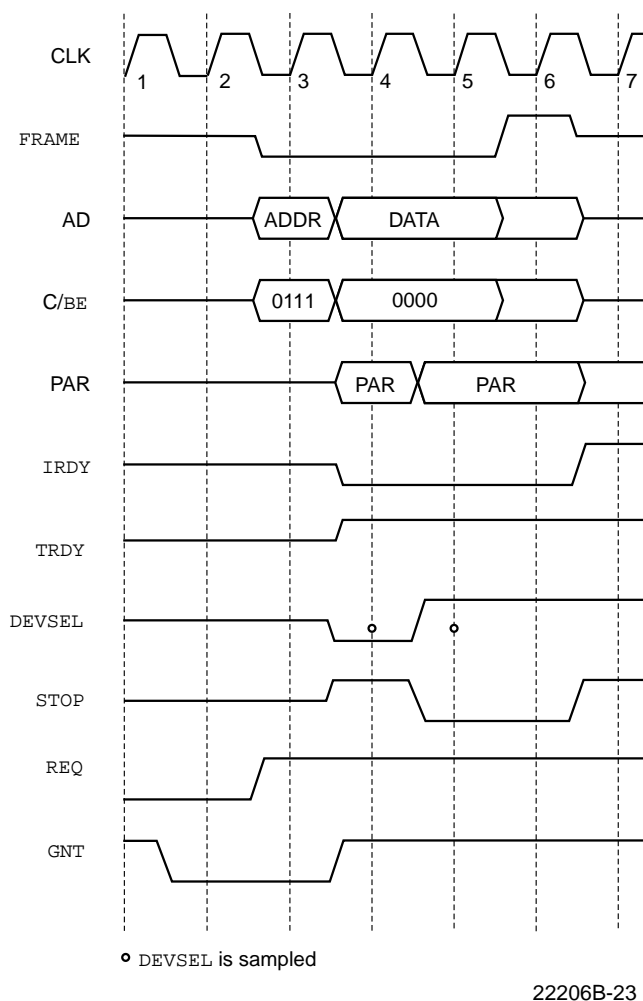 CLK
1 2 3 4 5 6 7
FRAME
AD
ADDR DATA
C/BE
0111 0000
PAR
PAR PAR
IRDY
TRDY
DEVSEL
STOP
REQ
GNT
DEVSEL is sampled
22206B-23